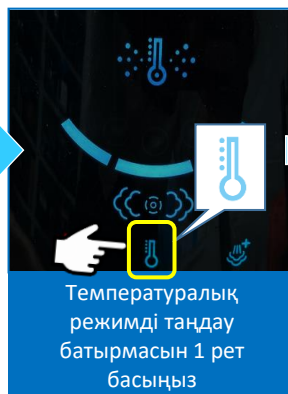 Температуралық
режимді таңдау
батырмасын 1 рет
басыңыз